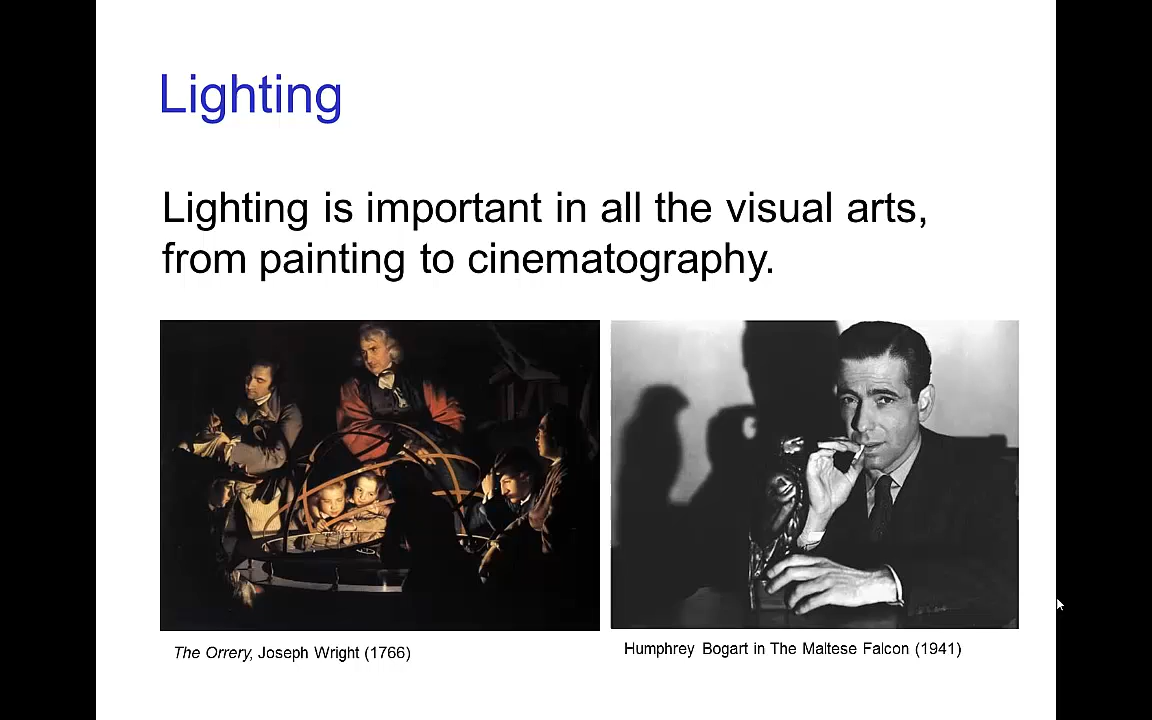 Lighting
Lighting is important in all the visual arts,
from painting to cinematography.
The Orrery, Joseph Wright (1766)
Humphrey Bogart in The Maltese Falcon (1941)